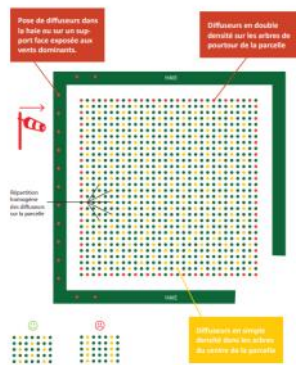 Pose de diffuseurs dans
la haie ou sur un sup-
port face exposée aux
vents dominants.
Diffuseurs en double
densité sur les arbres de
pourtour de la parcelle
HAIE
Répartition
homogène
des diffuseurs
sur la parcelle
HAIE
Diffuseurs en simple
densité dans les arbres
du centre de la parcelle